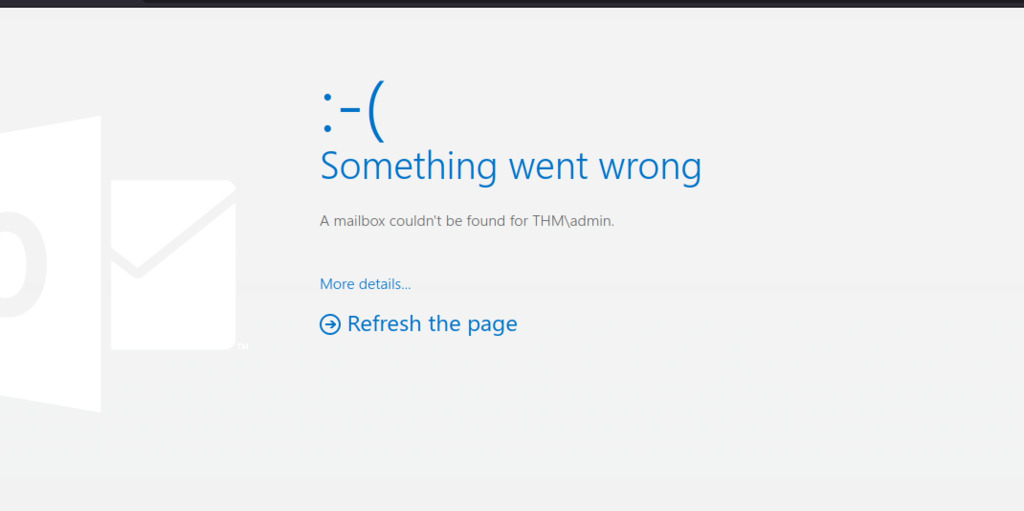 :-(
Something went wrong
A mailbox couldn't be found for THM\admin.
More details...
Refresh the page